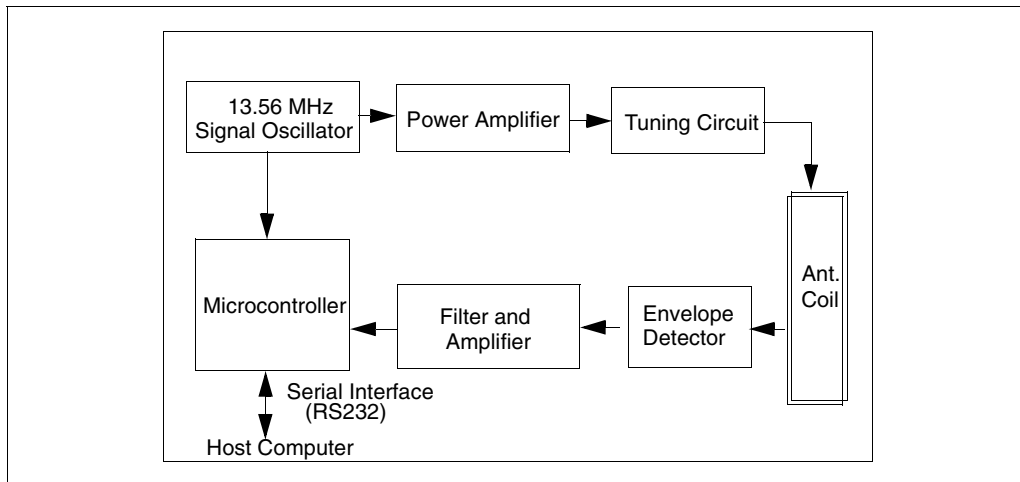 13.56 MHz
Signal Oscillator
Power Amplifier
Tuning Circuit
Ant.
Coil
Envelope
Detector
Filter and
Amplifier
Microcontroller
Serial Interface
(RS232)
Host Computer